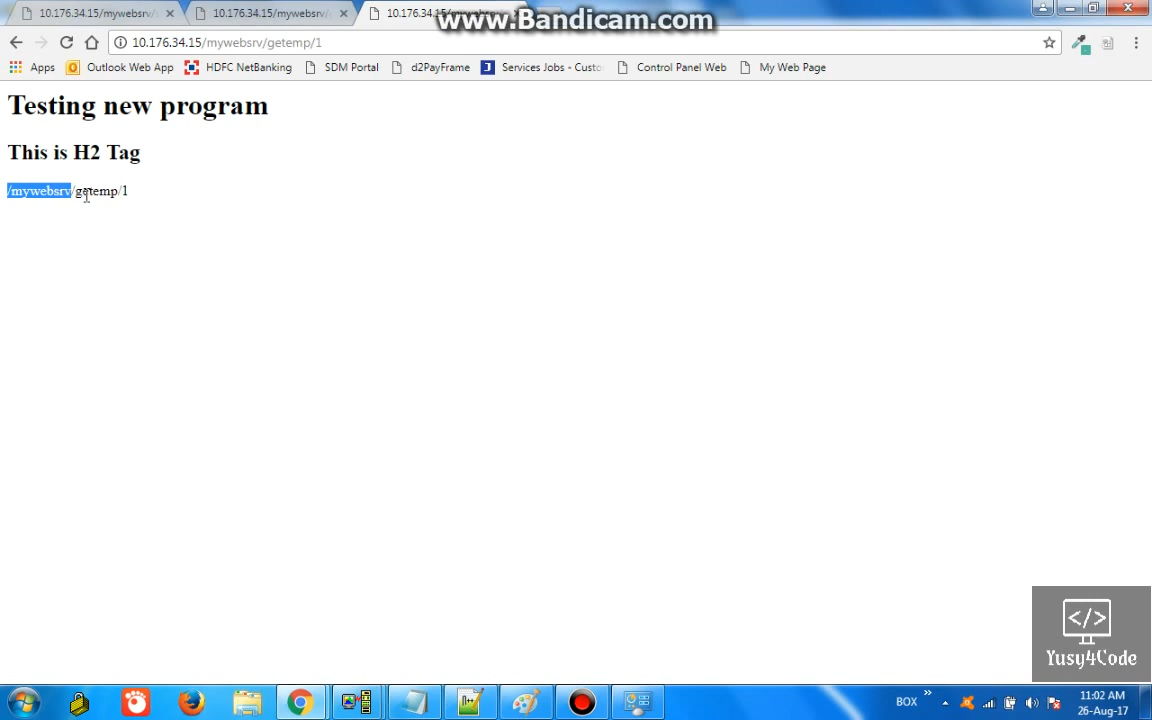 10.176.34.15/mywebsrv/
10.176.34.15/mywebsrv/
10.176.34.15/mywebsrv/
www.Bandicam.com
10.176.34.15/mywebsrv/getemp/1
Apps
Outlook Web App
HDFC NetBanking
SDM Portal
d2PayFrame
Services Jobs - Custo
Control Panel Web
My Web Page
Testing new program
This is H2 Tag
/mywebsrv/getemp/1
</>
Yusy4Code
BOX
11:02 AM
26-Aug-17